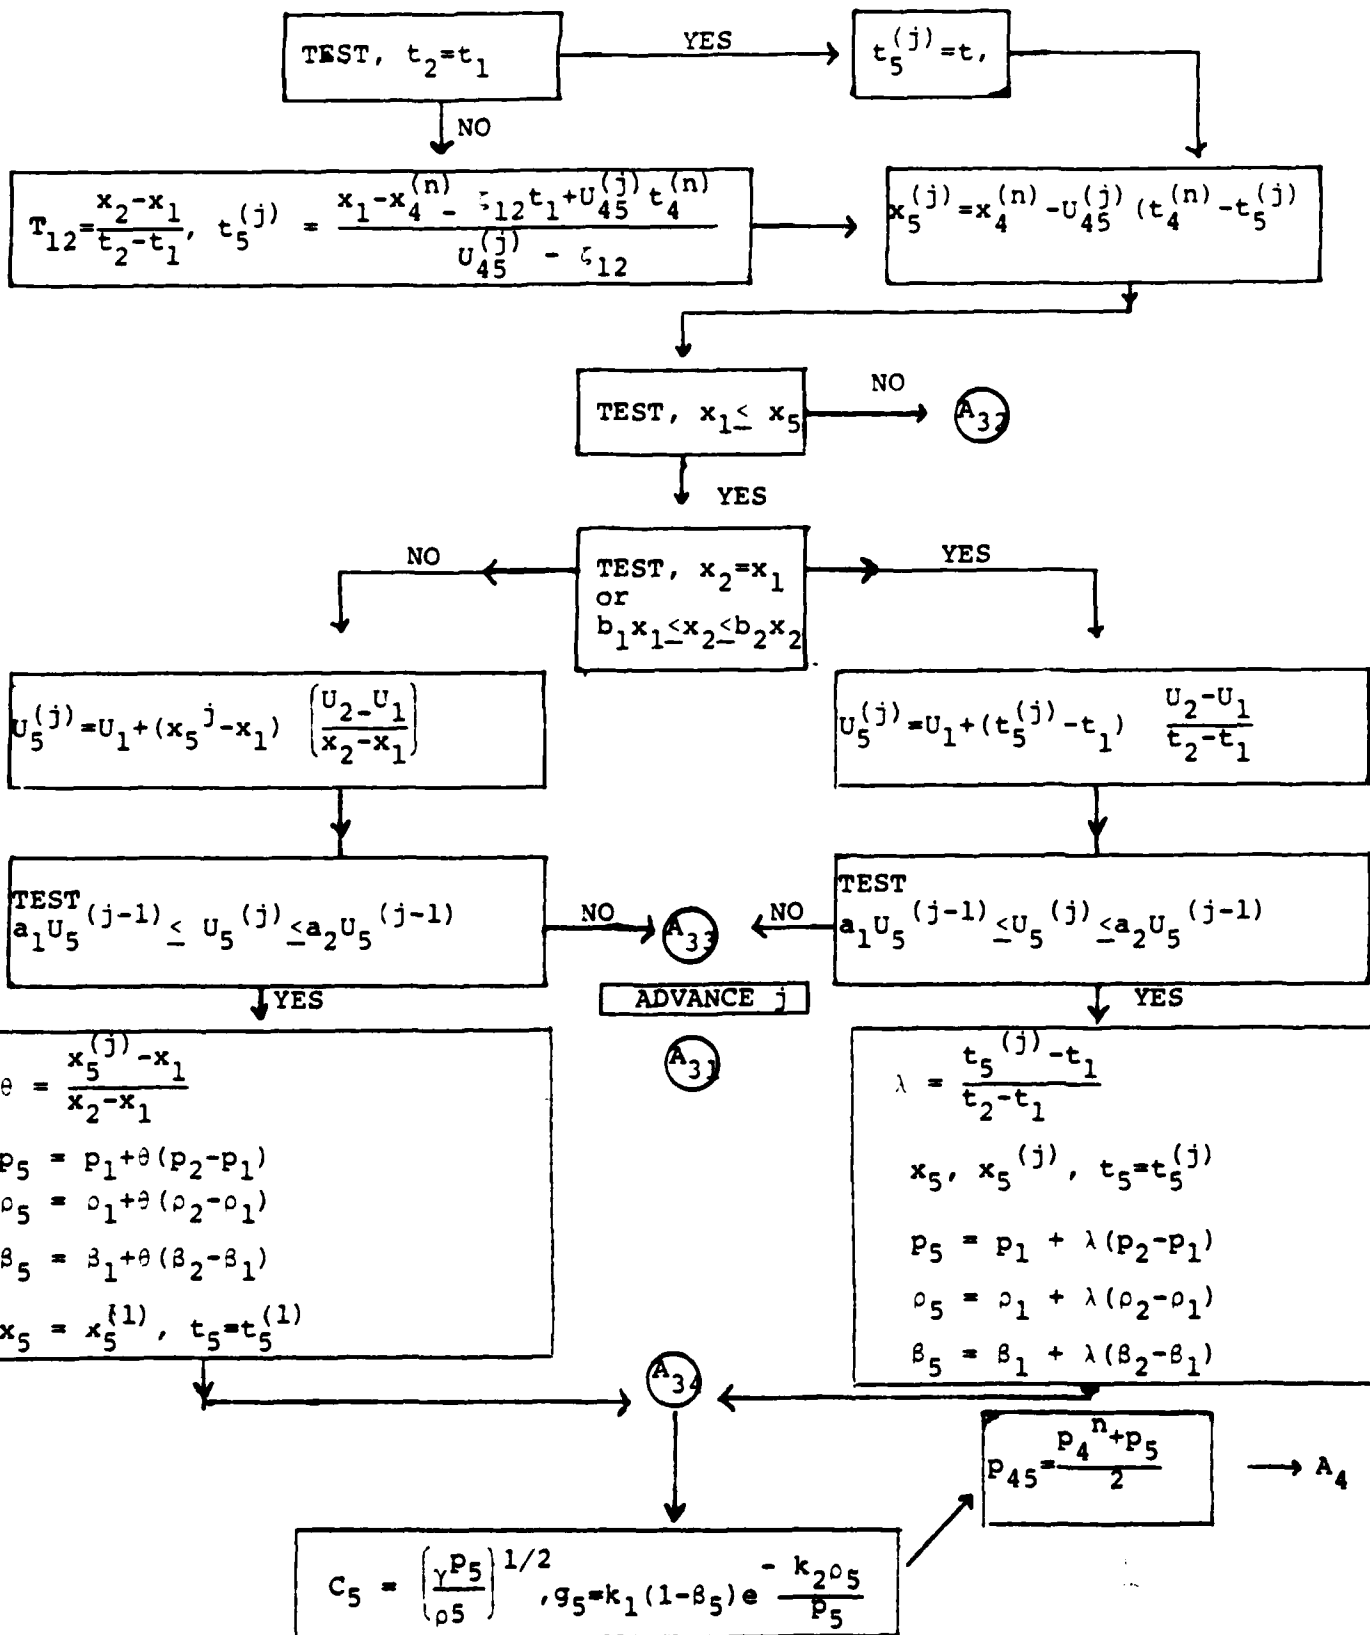 TEST, t₂=t₁
YES
t₅^(j)=t,
NO
T₁₂=(x₂-x₁)/(t₂-t₁), t₅^(j) = (x₁-x₄^(n) - ζ₁₂t₁+U₄₅^(j)t₄^(n))/(U₄₅^(j) - ζ₁₂)
x₅^(j)=x₄^(n)-U₄₅^(j)(t₄^(n)-t₅^(j))
TEST, x₁≤ x₅
NO
A₃₂
YES
NO
TEST, x₂=x₁
or
b₁x₁≤x₂≤b₂x₂
YES
U₅^(j)=U₁+(x₅^j-x₁) ((U₂-U₁)/(x₂-x₁))
U₅^(j)=U₁+(t₅^(j)-t₁) (U₂-U₁)/(t₂-t₁)
TEST
a₁U₅^(j-1)≤ U₅^(j)≤a₂U₅^(j-1)
NO
A₃₃
NO
TEST
a₁U₅^(j-1)≤U₅^(j)≤a₂U₅^(j-1)
YES
ADVANCE j
YES
A₃₁
θ = (x₅^(j)-x₁)/(x₂-x₁)
p₅ = p₁+θ(p₂-p₁)
ρ₅ = ρ₁+θ(ρ₂-ρ₁)
β₅ = β₁+θ(β₂-β₁)
x₅ = x₅^(1), t₅=t₅^(1)
λ = (t₅^(j)-t₁)/(t₂-t₁)
x₅, x₅^(j), t₅=t₅^(j)
p₅ = p₁ + λ(p₂-p₁)
ρ₅ = ρ₁ + λ(ρ₂-ρ₁)
β₅ = β₁ + λ(β₂-β₁)
A₃₄
p₄₅=(p₄^n+p₅)/2
A₄
C₅ = (γp₅/ρ5)^1/2, g₅=k₁(1-β₅)e^- k₂ρ₅/p₅